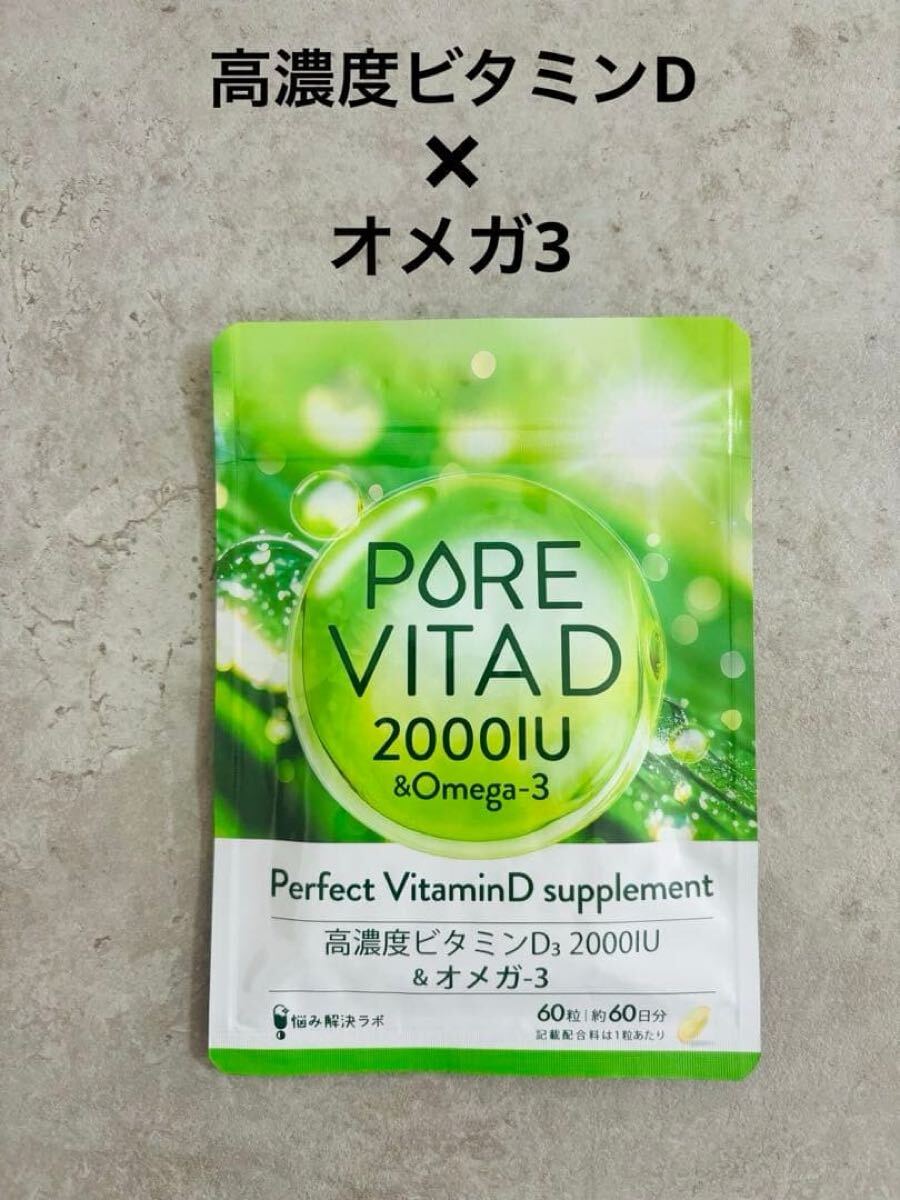 高濃度ビタミンD
×
オメガ3
PORE
VITA D
2000IU
&Omega-3
Perfect VitaminD supplement
高濃度ビタミンD₃ 2000IU
& オメガ-3
悩み解決ラボ
60粒|約60日分
記載配合料は1粒あたり